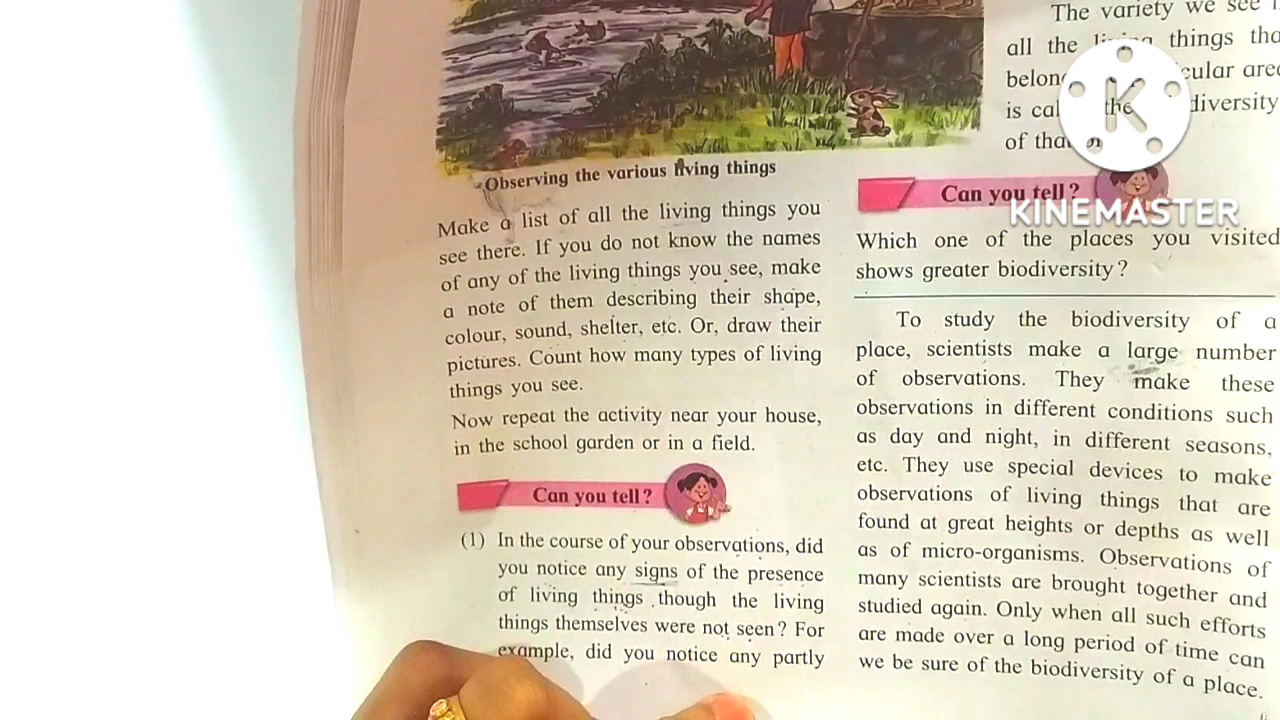 Observing the various living things
Make a list of all the living things you
see there. If you do not know the names
of any of the living things you see, make
a note of them describing their shape,
colour, sound, shelter, etc. Or, draw their
pictures. Count how many types of living
things you see.
Now repeat the activity near your house,
in the school garden or in a field.
Can you tell?
(1) In the course of your observations, did
you notice any signs of the presence
of living things though the living
things themselves were not seen? For
example, did you notice any partly
The variety we see
all the living things
is the diversity
of
K
KINEMASTER
Can you tell?
Which one of the places you visited
shows greater biodiversity?
To study the biodiversity of a
place, scientists make a large number
of observations. They make these
observations in different conditions such
as day and night, in different seasons,
etc. They use special devices to make
observations of living things that are
found at great heights or depths as well
as of micro-organisms. Observations of
many scientists are brought together and
studied again. Only when all such efforts
are made over a long period of time can
we be sure of the biodiversity of a place.